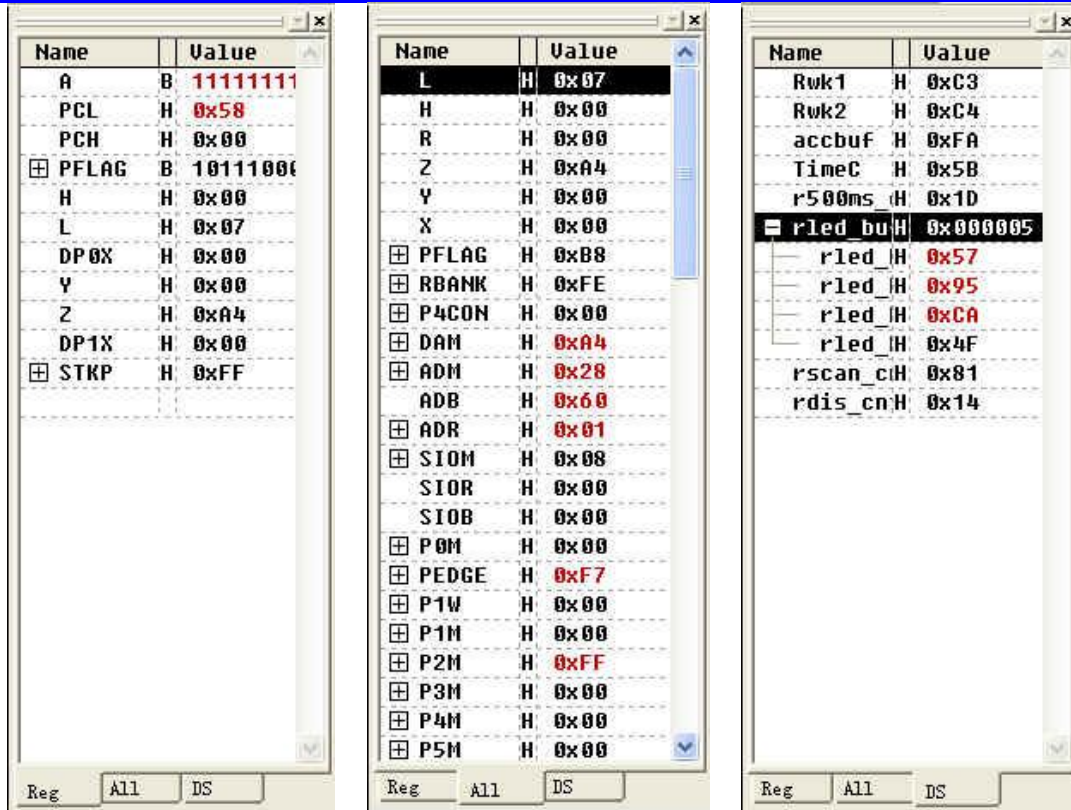 Name Value
A B 11111111
PCL H 0x58
PCH H 0x00
PFLAG B 1011100
H H 0x00
L H 0x07
DP0X H 0x00
Y H 0x00
Z H 0xA4
DP1X H 0x00
STKP H 0xFF
Reg All DS
Name Value
L H 0x07
H H 0x00
R H 0x00
Z H 0xA4
Y H 0x00
X H 0x00
PFLAG H 0xB8
RBANK H 0xFE
P4CON H 0x00
DAM H 0xA4
ADM H 0x28
ADB H 0x60
ADR H 0x01
SIOM H 0x08
SIOR H 0x00
SIOB H 0x00
P0M H 0x00
PEDGE H 0xF7
P1W H 0x00
P1M H 0x00
P2M H 0xFF
P3M H 0x00
P4M H 0x00
P5M H 0x00
Reg All DS
Name Value
Rwk1 H 0xC3
Rwk2 H 0xC4
accbuf H 0xFA
TimeC H 0x5B
r500ms_ H 0x1D
rled_bu H 0x000005
rled_ H 0x57
rled_ H 0x95
rled_ H 0xCA
rled_ H 0x4F
rscan_c H 0x81
rdis_cn H 0x14
Reg All DS